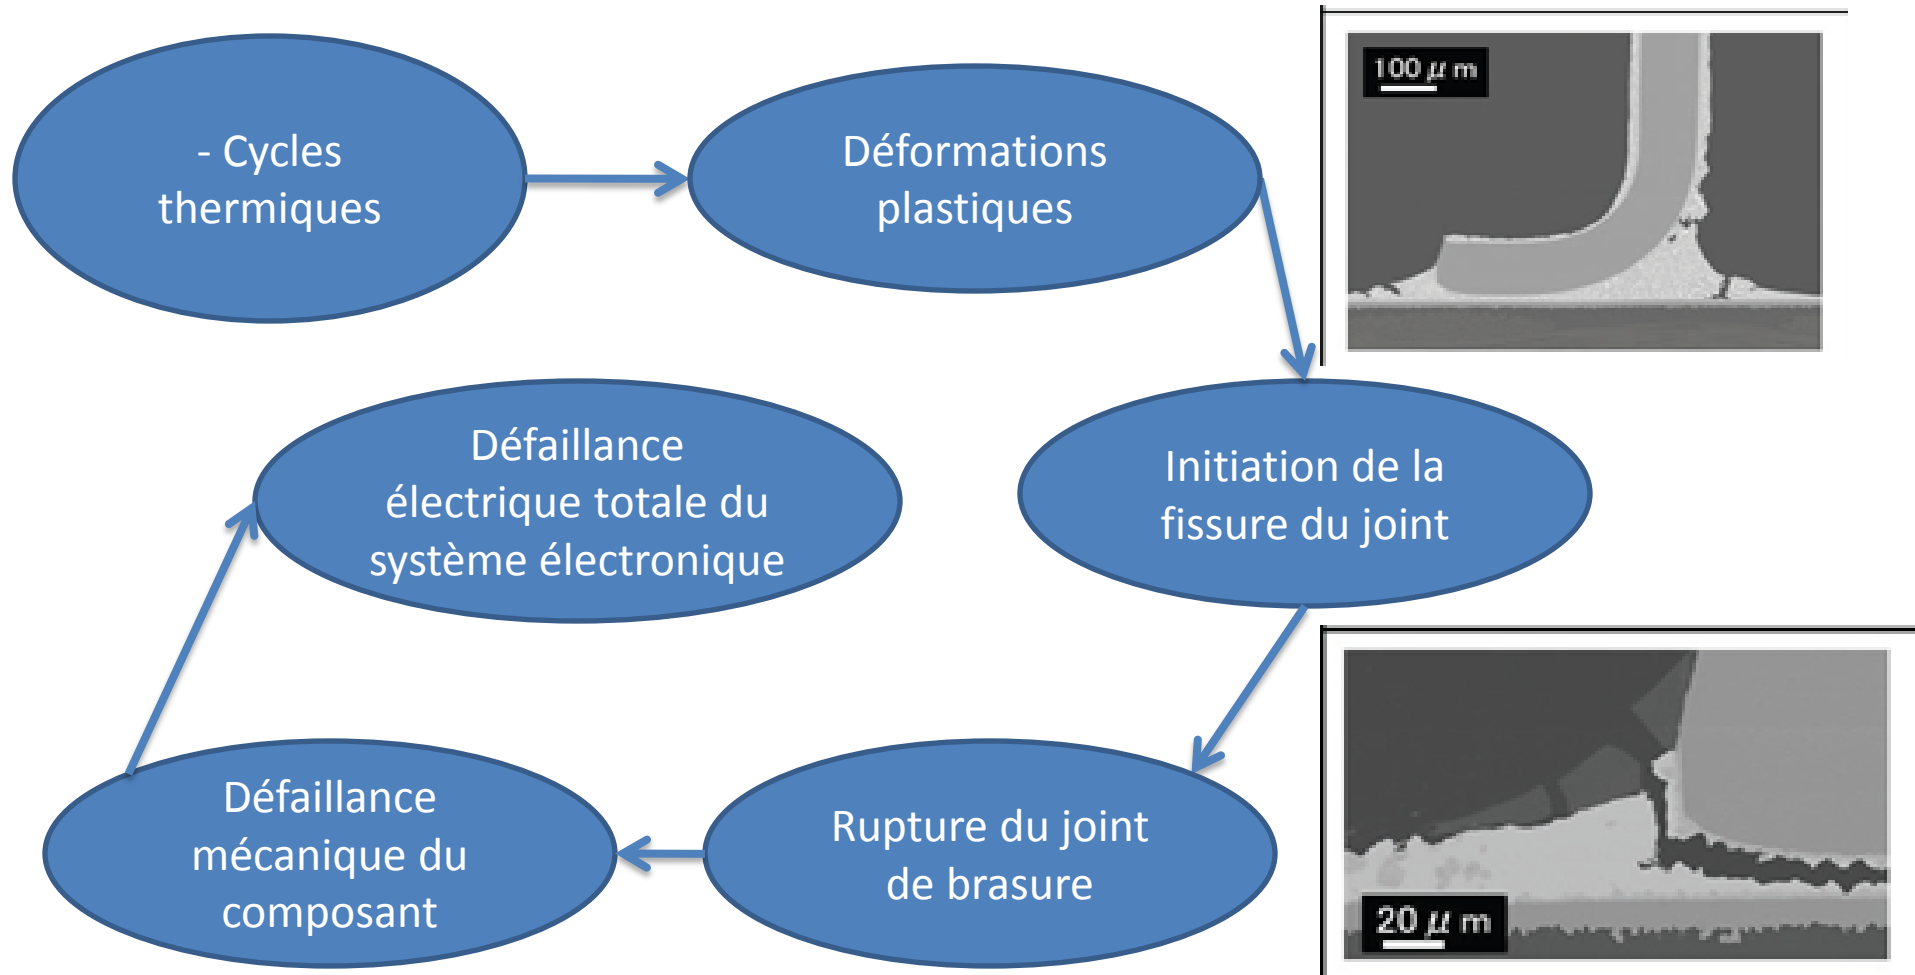 - Cycles
thermiques
Déformations
plastiques
100 μ m
Initiation de la
fissure du joint
Rupture du joint
de brasure
20 μ m
Défaillance
mécanique du
composant
Défaillance
électrique totale du
système électronique